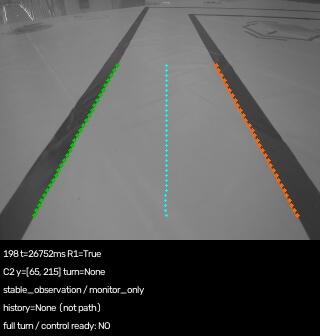 198 t=26752ms R1=True
C2 y=[65, 215] turn=None
stable_observation / monitor_only
history=None (not path)
full turn / control ready: NO